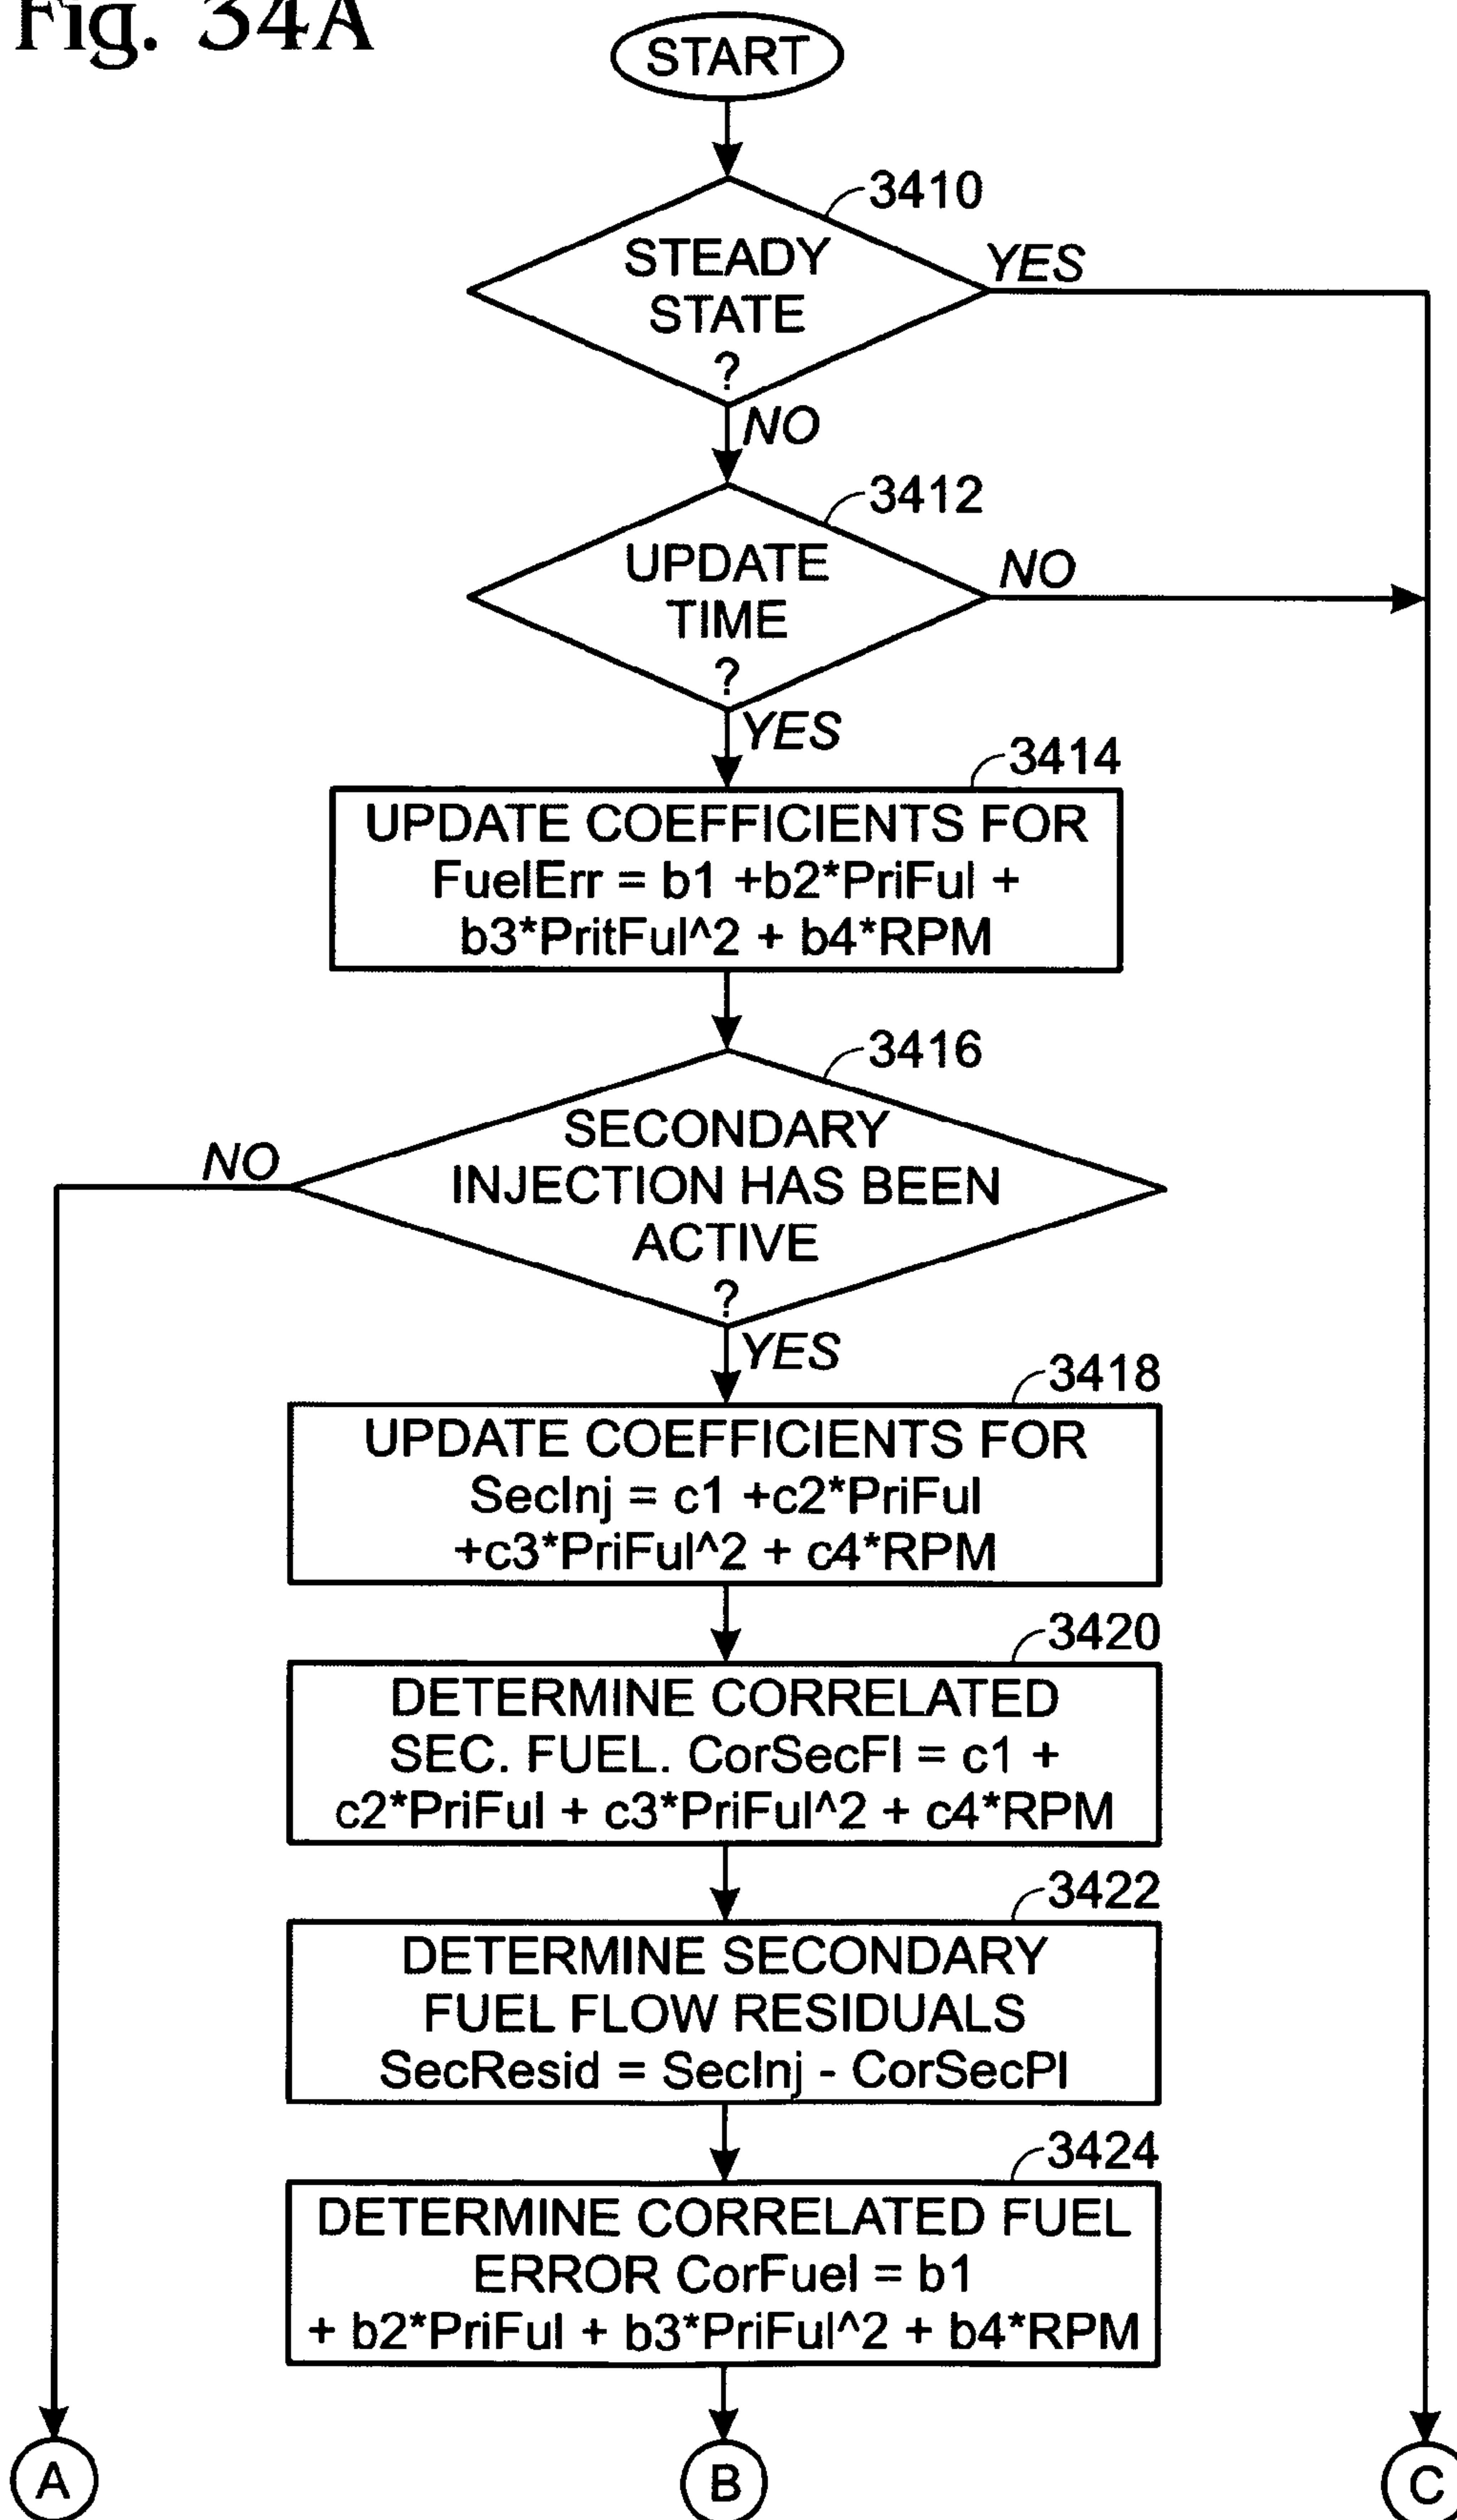 Fig. 34A
START
3410
STEADY
STATE
?
YES
NO
3412
UPDATE
TIME
?
NO
YES
3414
UPDATE COEFFICIENTS FOR
FuelErr = b1 +b2*PriFul +
b3*PritFul^2 + b4*RPM
3416
SECONDARY
INJECTION HAS BEEN
ACTIVE
?
NO
YES
3418
UPDATE COEFFICIENTS FOR
SecInj = c1 +c2*PriFul
+c3*PriFul^2 + c4*RPM
3420
DETERMINE CORRELATED
SEC. FUEL. CorSecFl = c1 +
c2*PriFul + c3*PriFul^2 + c4*RPM
3422
DETERMINE SECONDARY
FUEL FLOW RESIDUALS
SecResid = SecInj - CorSecPl
3424
DETERMINE CORRELATED FUEL
ERROR CorFuel = b1
+ b2*PriFul + b3*PriFul^2 + b4*RPM
A
B
C